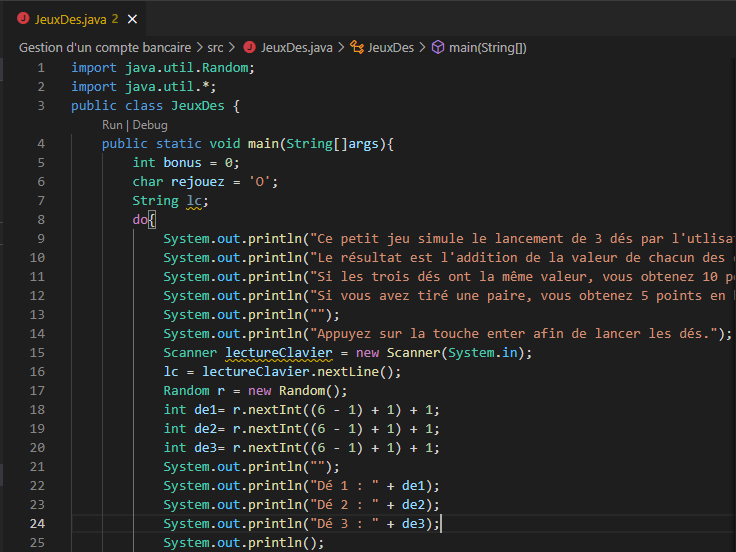 JeuxDes.java 2
Gestion d'un compte bancaire > src > JeuxDes.java > JeuxDes > main(String[])
1 import java.util.Random;
2 import java.util.*;
3 public class JeuxDes {
Run | Debug
4 public static void main(String[]args){
5 int bonus = 0;
6 char rejouez = 'O';
7 String lc;
8 do{
9 System.out.println("Ce petit jeu simule le lancement de 3 dés par l'utlisat
10 System.out.println("Le résultat est l'addition de la valeur de chacun des
11 System.out.println("Si les trois dés ont la même valeur, vous obtenez 10 p
12 System.out.println("Si vous avez tiré une paire, vous obtenez 5 points en
13 System.out.println("");
14 System.out.println("Appuyez sur la touche enter afin de lancer les dés.");
15 Scanner lectureClavier = new Scanner(System.in);
16 lc = lectureClavier.nextLine();
17 Random r = new Random();
18 int de1= r.nextInt((6 - 1) + 1) + 1;
19 int de2= r.nextInt((6 - 1) + 1) + 1;
20 int de3= r.nextInt((6 - 1) + 1) + 1;
21 System.out.println("");
22 System.out.println("Dé 1 : " + de1);
23 System.out.println("Dé 2 : " + de2);
24 System.out.println("Dé 3 : " + de3);
25 System.out.println();